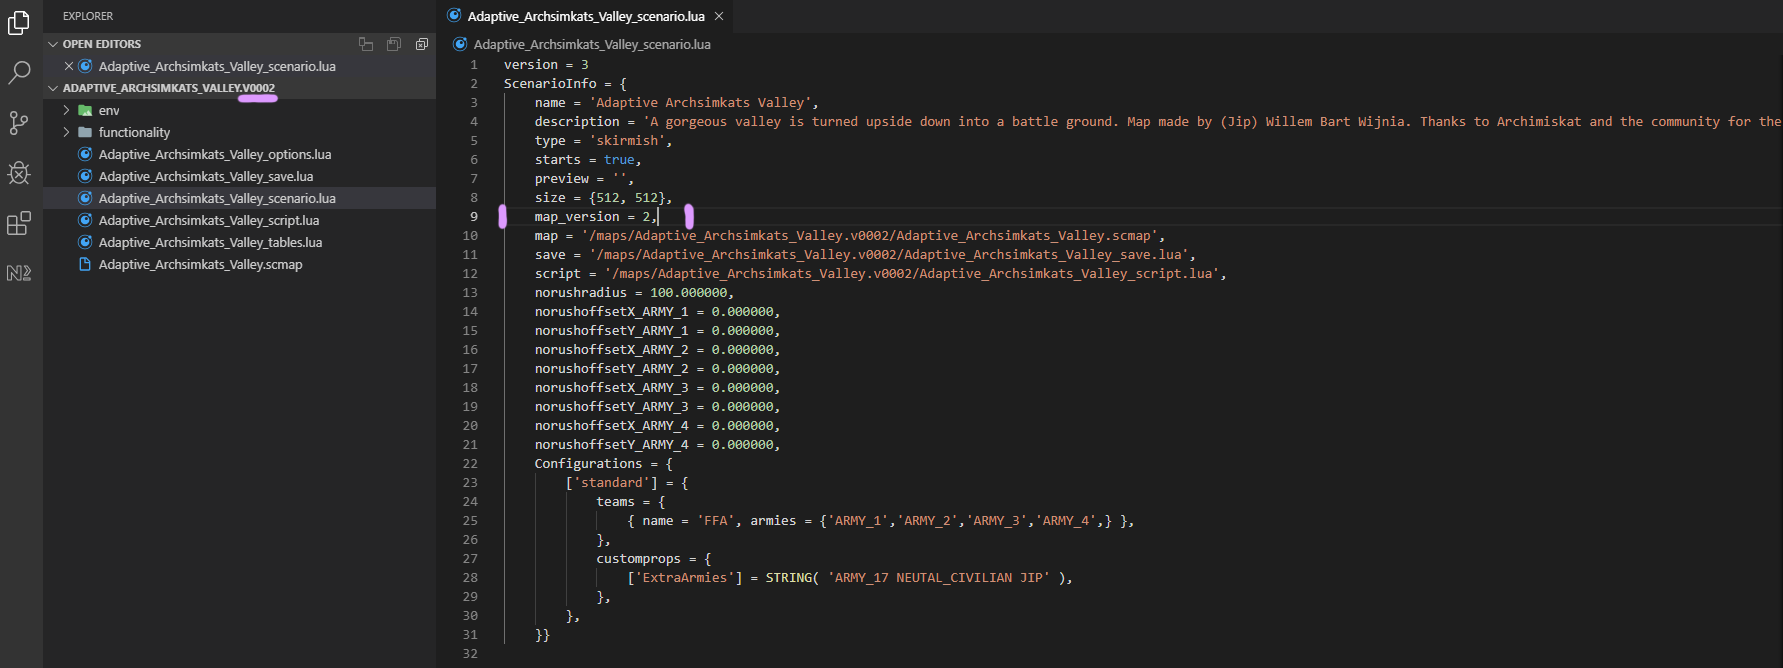 EXPLORER
OPEN EDITORS
Adaptive_Archsimkats_Valley_scenario.lua
ADAPTIVE_ARCHSIMKATS_VALLEY.V0002
env
functionality
Adaptive_Archsimkats_Valley_options.lua
Adaptive_Archsimkats_Valley_save.lua
Adaptive_Archsimkats_Valley_scenario.lua
Adaptive_Archsimkats_Valley_script.lua
Adaptive_Archsimkats_Valley_tables.lua
Adaptive_Archsimkats_Valley.scmap
Adaptive_Archsimkats_Valley_scenario.lua
Adaptive_Archsimkats_Valley_scenario.lua
1 version = 3
2 ScenarioInfo = {
3 name = 'Adaptive Archsimkats Valley',
4 description = 'A gorgeous valley is turned upside down into a battle ground. Map made by (Jip) Willem Bart Wijnia. Thanks to Archimiskat and the community for the
5 type = 'skirmish',
6 starts = true,
7 preview = '',
8 size = {512, 512},
9 map_version = 2,
10 map = '/maps/Adaptive_Archsimkats_Valley.v0002/Adaptive_Archsimkats_Valley.scmap',
11 save = '/maps/Adaptive_Archsimkats_Valley.v0002/Adaptive_Archsimkats_Valley_save.lua',
12 script = '/maps/Adaptive_Archsimkats_Valley.v0002/Adaptive_Archsimkats_Valley_script.lua',
13 norushradius = 100.000000,
14 norushoffsetX_ARMY_1 = 0.000000,
15 norushoffsetY_ARMY_1 = 0.000000,
16 norushoffsetX_ARMY_2 = 0.000000,
17 norushoffsetY_ARMY_2 = 0.000000,
18 norushoffsetX_ARMY_3 = 0.000000,
19 norushoffsetY_ARMY_3 = 0.000000,
20 norushoffsetX_ARMY_4 = 0.000000,
21 norushoffsetY_ARMY_4 = 0.000000,
22 Configurations = {
23 ['standard'] = {
24 teams = {
25 { name = 'FFA', armies = {'ARMY_1','ARMY_2','ARMY_3','ARMY_4',} },
26 },
27 customprops = {
28 ['ExtraArmies'] = STRING( 'ARMY_17 NEUTAL_CIVILIAN JIP' ),
29 },
30 },
31 }}
32